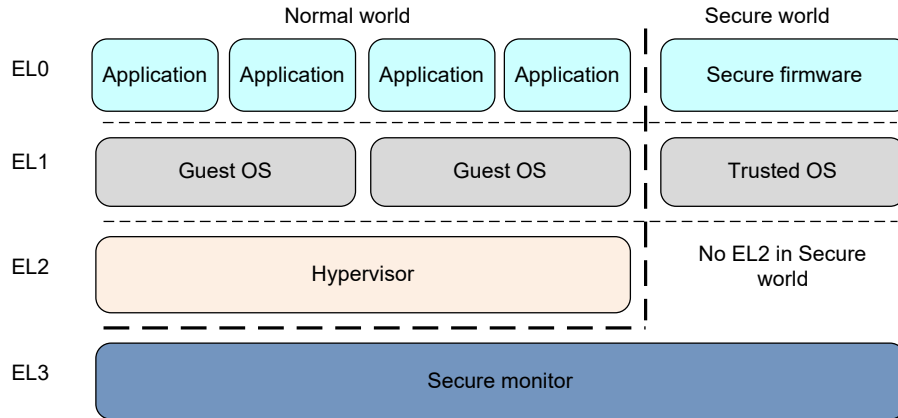 Normal world
Secure world
EL0
Application
Application
Application
Application
Secure firmware
EL1
Guest OS
Guest OS
Trusted OS
EL2
Hypervisor
No EL2 in Secure
world
EL3
Secure monitor